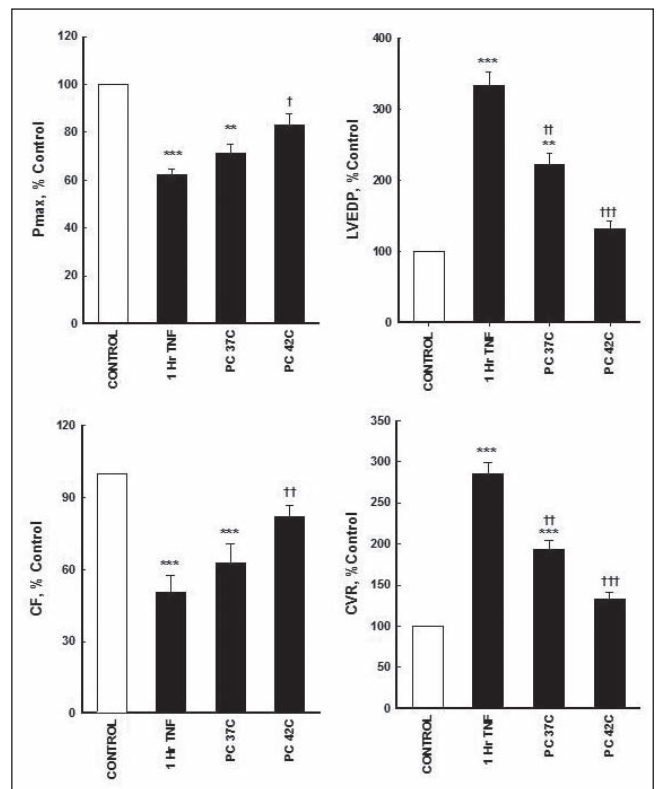 120
100
80
60
40
20
0
Pmax, % Control
***
**
†
CONTROL
1 Hr TNF
PC 37C
PC 42C
400
300
200
100
0
LVEDP, % Control
***
††
**
†††
CONTROL
1 Hr TNF
PC 37C
PC 42C
120
90
60
30
0
CF, % Control
***
***
††
CONTROL
1 Hr TNF
PC 37C
PC 42C
350
300
250
200
150
100
50
0
CVR, % Control
***
††
***
†††
CONTROL
1 Hr TNF
PC 37C
PC 42C